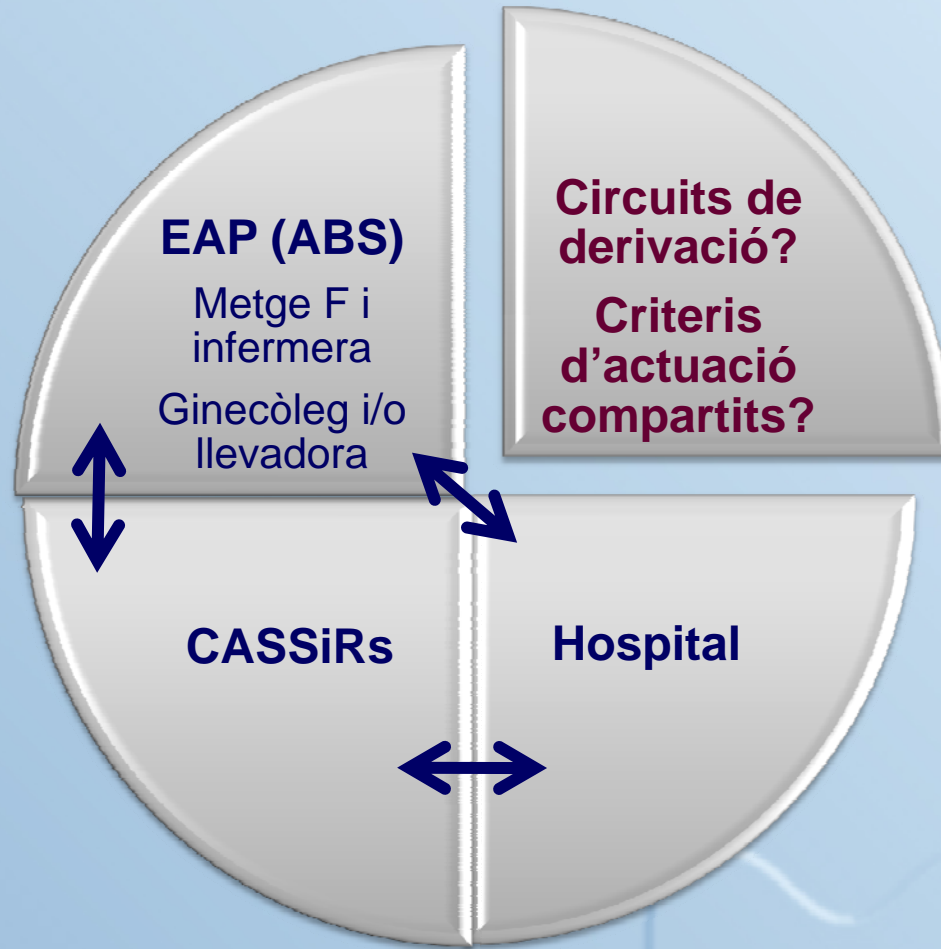 EAP (ABS)
Metge F i
infermera
Ginecòleg i/o
llevadora
Circuits de
derivació?
Criteris
d’actuació
compartits?
CASSiRs
Hospital